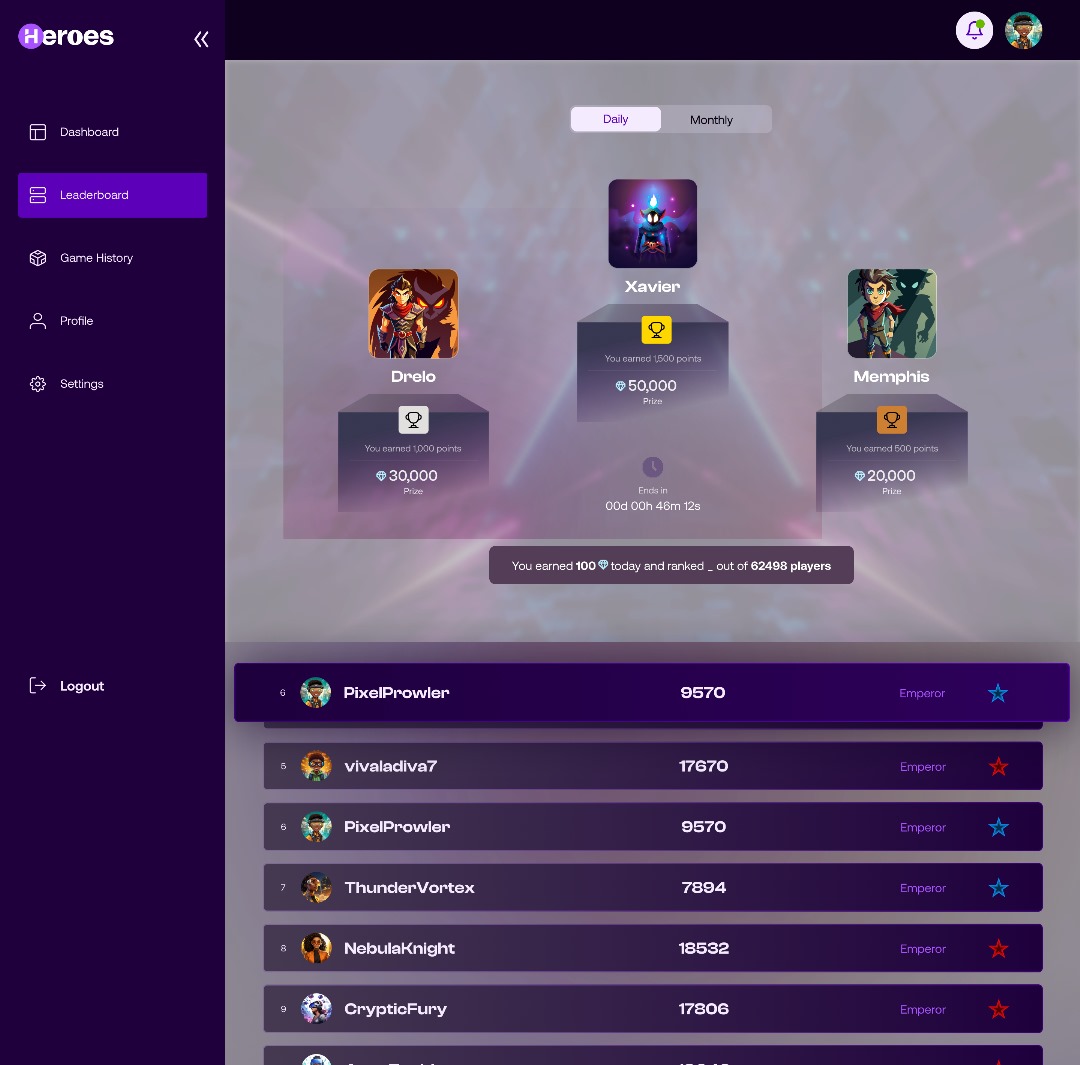 Heroes
Dashboard
Leaderboard
Game History
Profile
Settings
Logout
Daily
Monthly
Xavier
You earned 1,500 points
50,000
Prize
Drelo
You earned 1,000 points
30,000
Prize
Memphis
You earned 500 points
20,000
Prize
Ends in
00d 00h 46m 12s
You earned 100 today and ranked _ out of 62498 players
6 PixelProwler 9570 Emperor
5 vivaladiva7 17670 Emperor
6 PixelProwler 9570 Emperor
7 ThunderVortex 7894 Emperor
8 NebulaKnight 18532 Emperor
9 CrypticFury 17806 Emperor